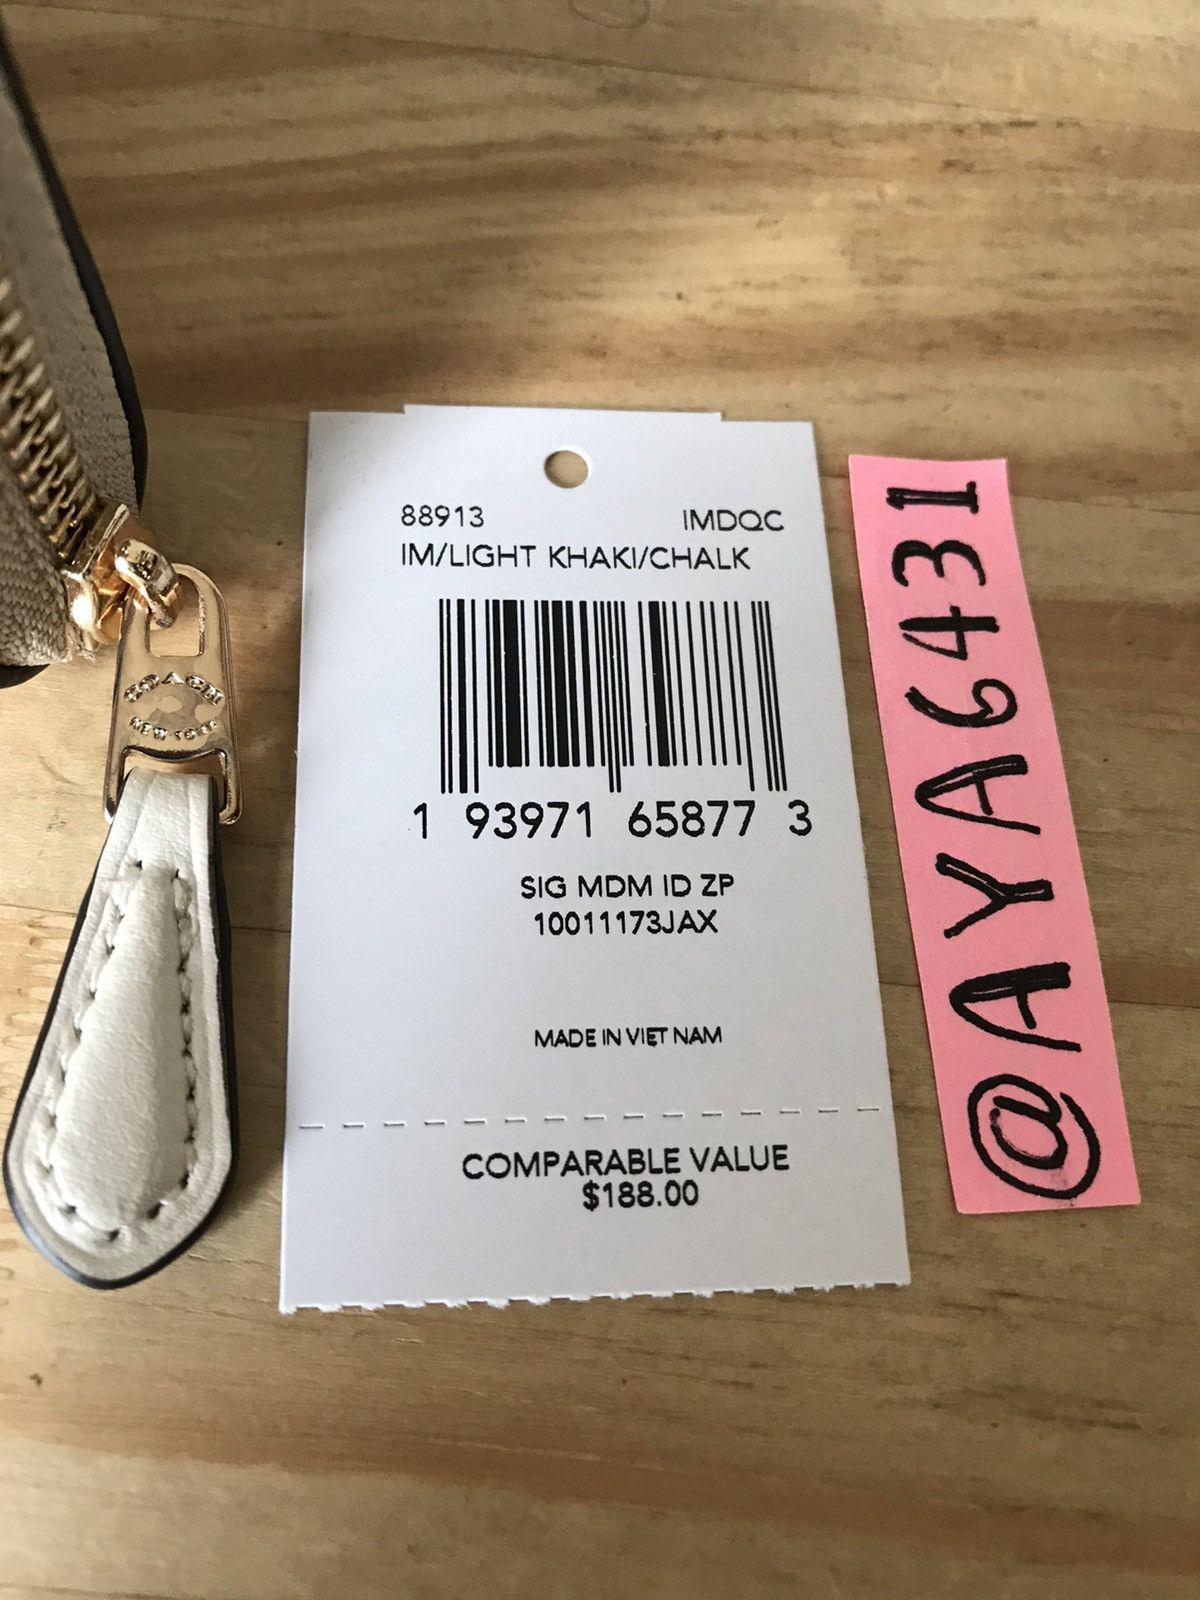 88913 IMDQC
IM/LIGHT KHAKI/CHALK
1 93971 65877 3
SIG MDM ID ZP
10011173JAX
MADE IN VIET NAM
COMPARABLE VALUE
$188.00
COACH
NEW YORK
@AYA6431